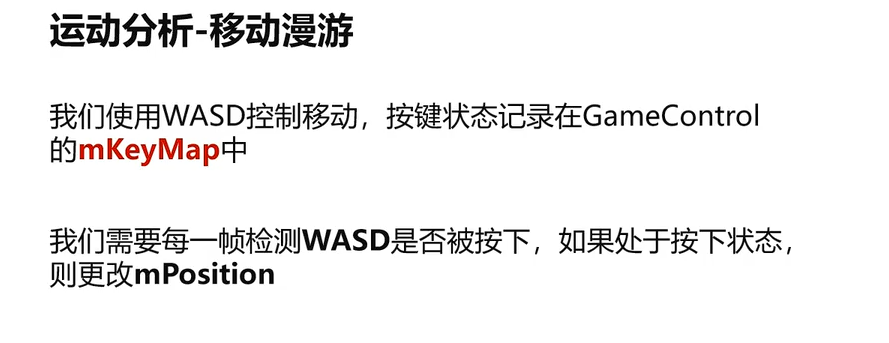 运动分析-移动漫游
我们使用WASD控制移动，按键状态记录在GameControl
的mKeyMap中
我们需要每一帧检测WASD是否被按下，如果处于按下状态，
则更改mPosition